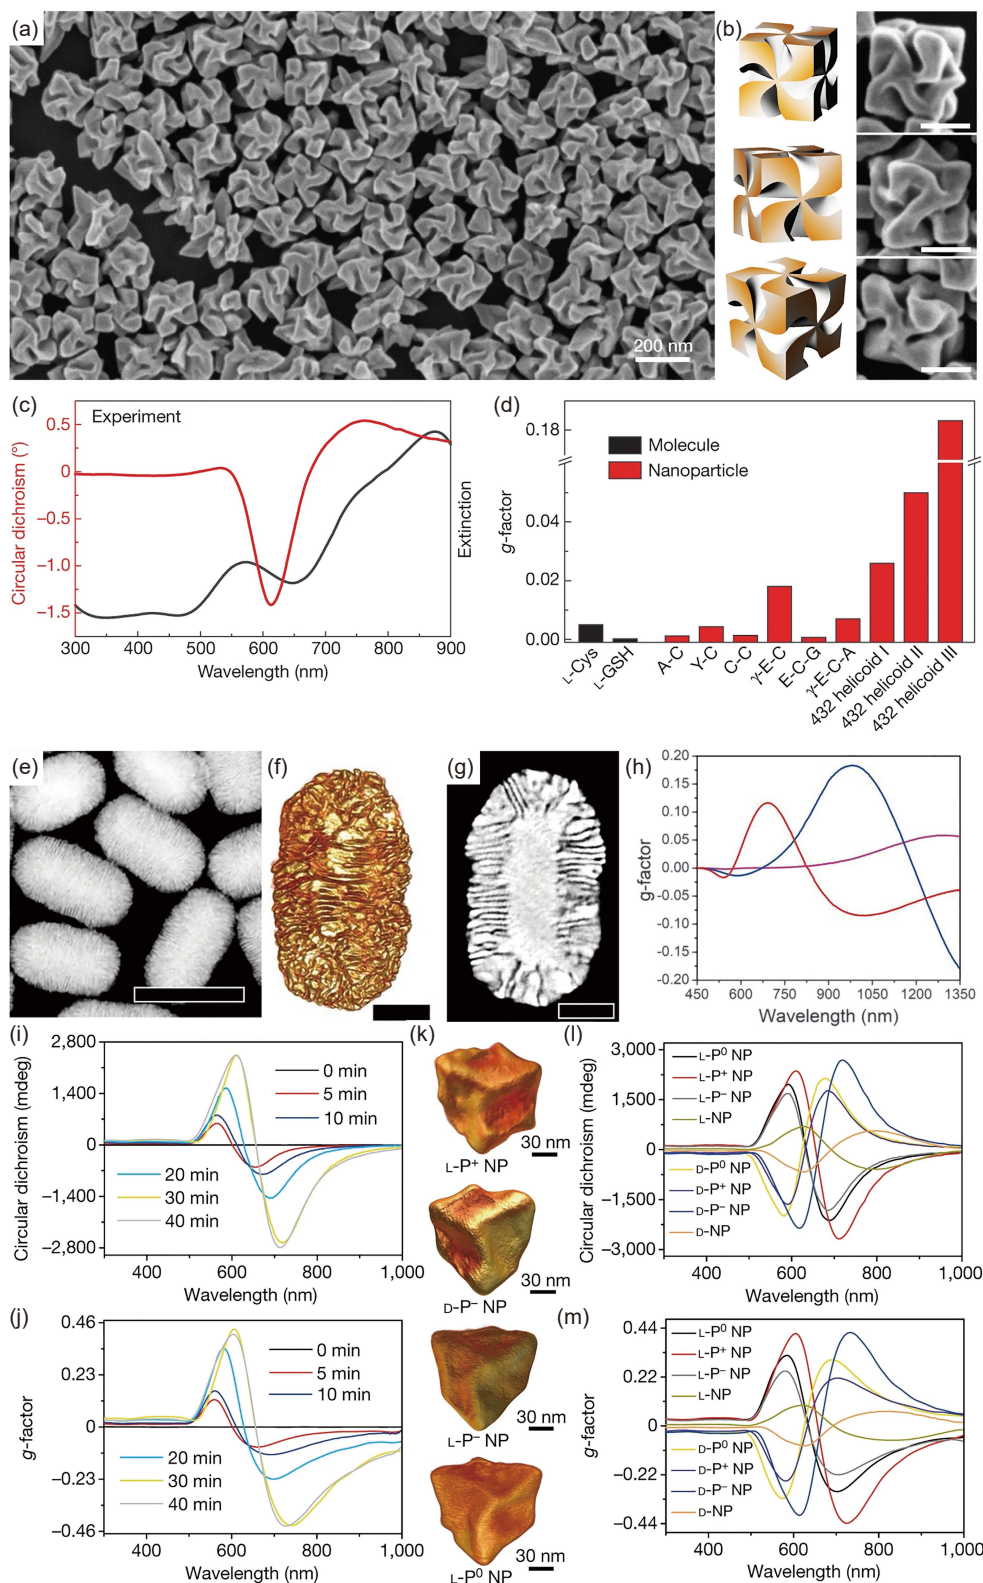 (a)
200 nm
(b)
(c)
Experiment
Circular dichroism (°)
0.5
0
−0.5
−1.0
−1.5
300
400
500
600
700
800
900
Wavelength (nm)
Extinction
(d)
Molecule
Nanoparticle
g-factor
0.18
0.04
0.02
0.00
L-Cys
L-GSH
A-C
Y-C
C-C
γ-E-C
E-C-G
γ-E-C-A
432 helicoid I
432 helicoid II
432 helicoid III
(e)
(f)
(g)
(h)
g-factor
0.20
0.15
0.10
0.05
0.00
-0.05
-0.10
-0.15
-0.20
450
600
750
900
1050
1200
1350
Wavelength (nm)
(i)
Circular dichroism (mdeg)
2,800
1,400
0
−1,400
−2,800
0 min
5 min
10 min
20 min
30 min
40 min
400
600
800
1,000
Wavelength (nm)
(j)
g-factor
0.46
0.23
0
−0.23
−0.46
0 min
5 min
10 min
20 min
30 min
40 min
400
600
800
1,000
Wavelength (nm)
(k)
30 nm
L-P⁺ NP
30 nm
D-P⁻ NP
30 nm
L-P⁻ NP
30 nm
L-P⁰ NP
(l)
Circular dichroism (mdeg)
3,000
1,500
0
−1,500
−3,000
L-P⁰ NP
L-P⁺ NP
L-P⁻ NP
L-NP
D-P⁰ NP
D-P⁺ NP
D-P⁻ NP
D-NP
400
600
800
1,000
Wavelength (nm)
(m)
g-factor
0.44
0.22
0
−0.22
−0.44
L-P⁰ NP
L-P⁺ NP
L-P⁻ NP
L-NP
D-P⁰ NP
D-P⁺ NP
D-P⁻ NP
D-NP
400
600
800
1,000
Wavelength (nm)